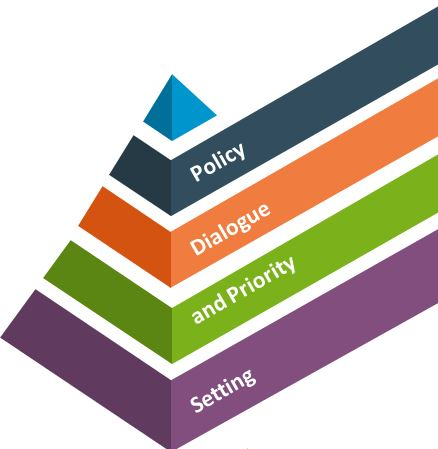 Policy
Dialogue
and Priority
Setting